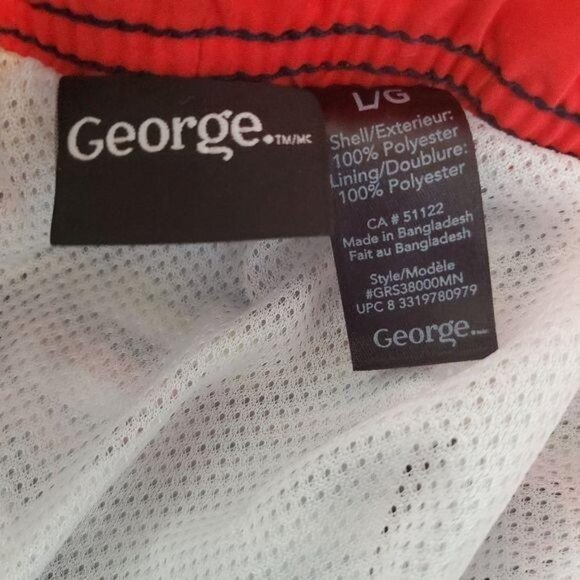 George.TM/MC
L/G
Shell/Exterieur:
100% Polyester
Lining/Doublure:
100% Polyester
CA # 51122
Made in Bangladesh
Fait au Bangladesh
Style/Modèle
#GRS38000MN
UPC 8 3319780979
George.